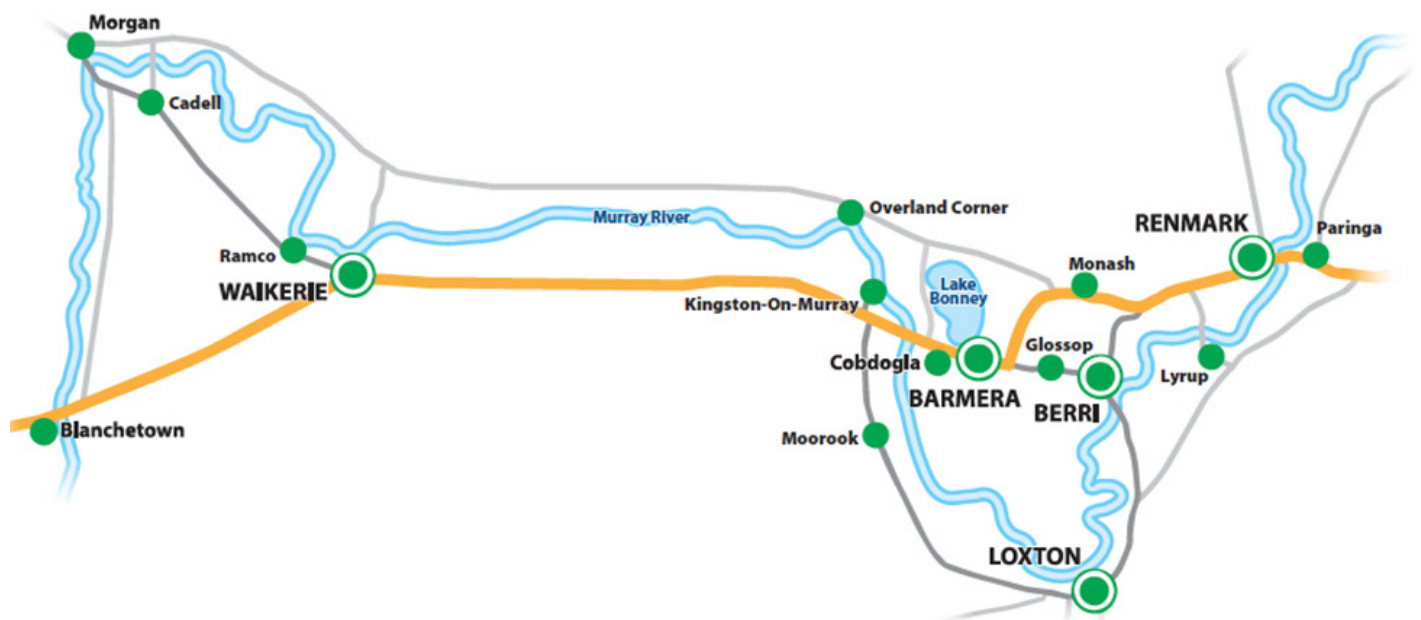 Morgan
Cadell
Murray River
Overland Corner
RENMARK
Paringa
Ramco
WAIKERIE
Monash
Lake
Bonney
Kingston-On-Murray
Glossop
Cobdogla
Lyrup
BARMERA
BERRI
Blanchetown
Moorook
LOXTON